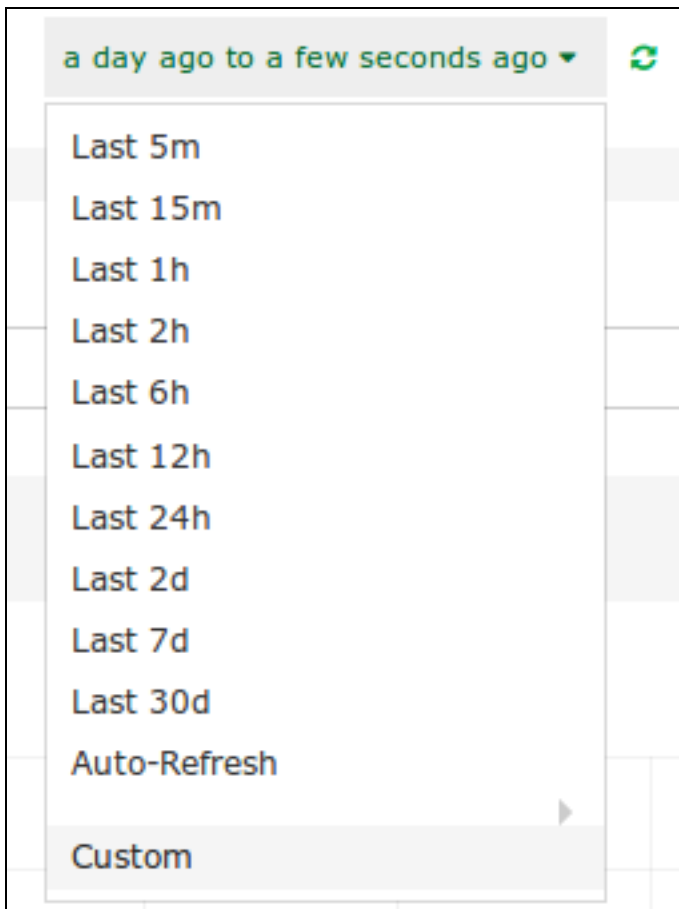 a day ago to a few seconds ago
Last 5m
Last 15m
Last 1h
Last 2h
Last 6h
Last 12h
Last 24h
Last 2d
Last 7d
Last 30d
Auto-Refresh
Custom